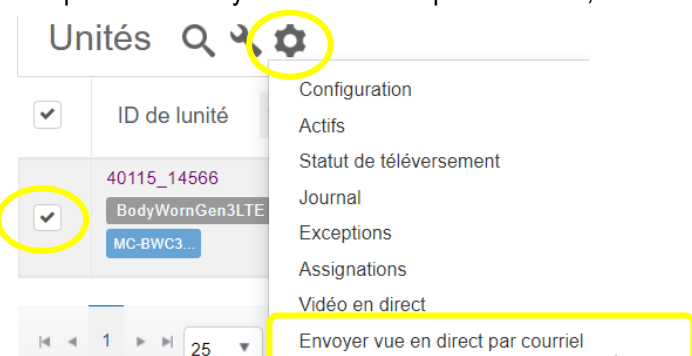 Unités
Configuration
ID de lunité
Actifs
Statut de téléversement
40115_14566
Journal
BodyWornGen3LTE
Exceptions
MC-BWC3...
Assignations
Vidéo en direct
1
25
Envoyer vue en direct par courriel